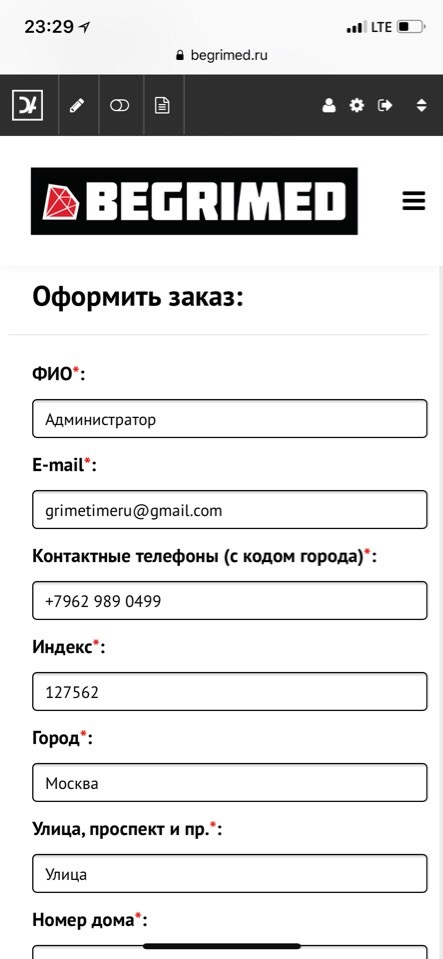 23:29
LTE
begrimed.ru
BEGRIMED
Оформить заказ:
ФИО*:
Администратор
E-mail*:
grimetimeru@gmail.com
Контактные телефоны (с кодом города)*:
+7962 989 0499
Индекс*:
127562
Город*:
Москва
Улица, проспект и пр.*:
Улица
Номер дома*: